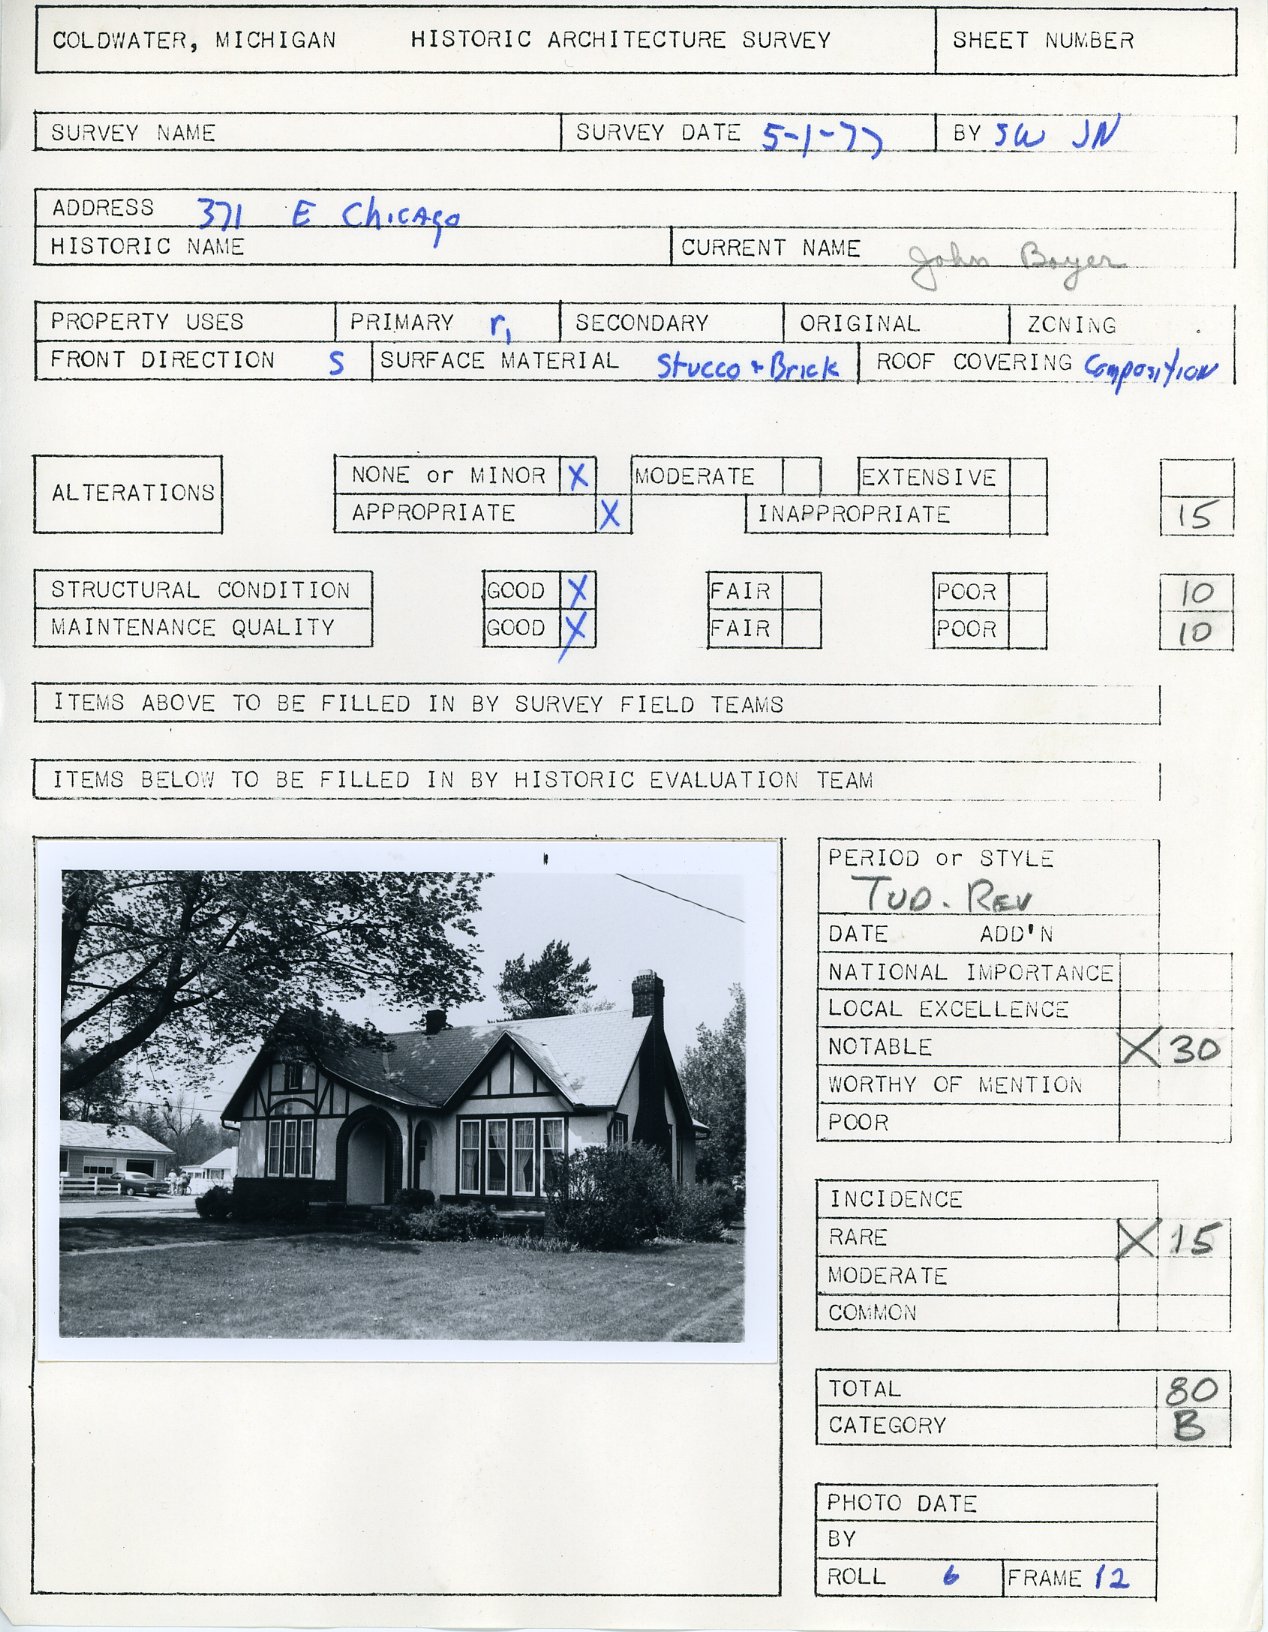 COLDWATER, MICHIGAN HISTORIC ARCHITECTURE SURVEY SHEET NUMBER
SURVEY NAME SURVEY DATE 5-1-77 BY SW JN
ADDRESS 371 E Chicago
HISTORIC NAME CURRENT NAME John Boyer
PROPERTY USES PRIMARY r, SECONDARY ORIGINAL ZONING
FRONT DIRECTION S SURFACE MATERIAL Stucco + Brick ROOF COVERING Composition
ALTERATIONS
NONE or MINOR X MODERATE EXTENSIVE
APPROPRIATE X INAPPROPRIATE 15
STRUCTURAL CONDITION GOOD X FAIR POOR 10
MAINTENANCE QUALITY GOOD X FAIR POOR 10
ITEMS ABOVE TO BE FILLED IN BY SURVEY FIELD TEAMS
ITEMS BELOW TO BE FILLED IN BY HISTORIC EVALUATION TEAM
PERIOD or STYLE
TUD. REV
DATE ADD'N
NATIONAL IMPORTANCE
LOCAL EXCELLENCE
NOTABLE X 30
WORTHY OF MENTION
POOR
INCIDENCE
RARE X 15
MODERATE
COMMON
TOTAL 80
CATEGORY B
PHOTO DATE
BY
ROLL 6 FRAME 12